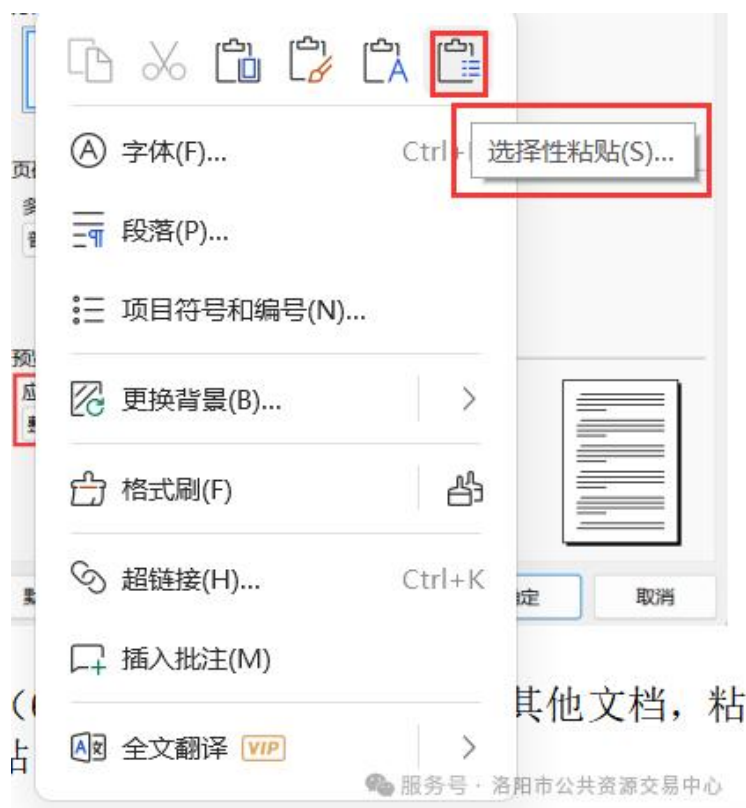 选择性粘贴(S)...
字体(F)... Ctrl+
段落(P)...
项目符号和编号(N)...
更换背景(B)...
格式刷(F)
超链接(H)... Ctrl+K
定 取消
插入批注(M)
其他文档，粘
全文翻译 VIP
服务号·洛阳市公共资源交易中心